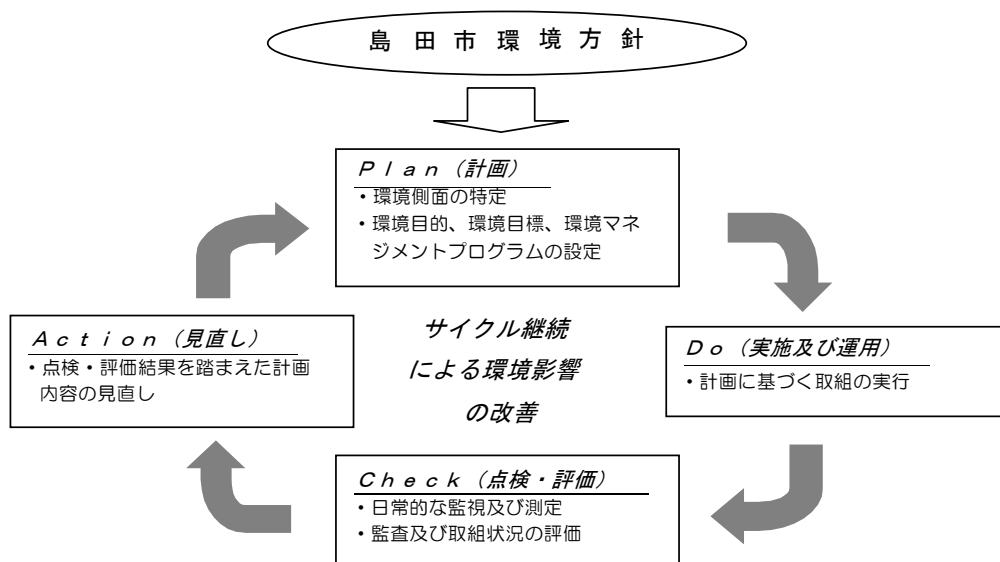 島田市環境方針
Plan(計画)
・環境側面の特定
・環境目的、環境目標、環境マネ
ジメントプログラムの設定
サイクル継続
による環境影響
の改善
Action(見直し)
・点検・評価結果を踏まえた計画
内容の見直し
Do(実施及び運用)
・計画に基づく取組の実行
Check(点検・評価)
・日常的な監視及び測定
・監査及び取組状況の評価